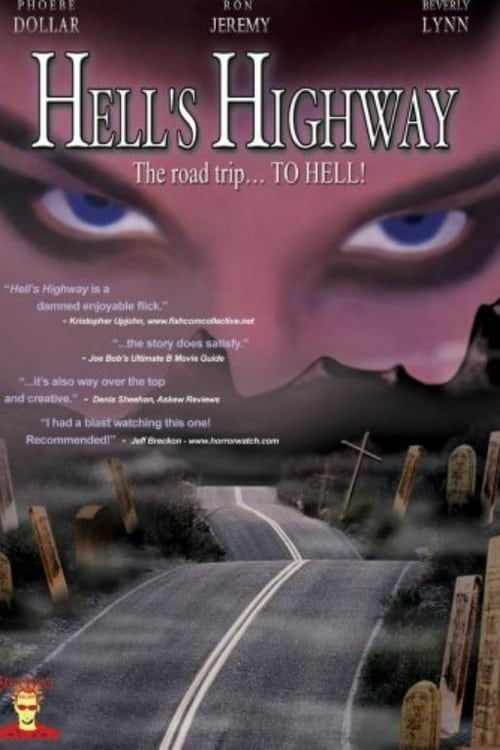 PHOEBE
DOLLAR
RON
JEREMY
BEVERLY
LYNN
HELL'S HIGHWAY
The road trip... TO HELL!
"Hell's Highway is a
damned enjoyable flick."
~ Kristopher Upjohn, www.fishcomcollective.net
"...the story does satisfy."
~ Joe Bob's Ultimate B Movie Guide
"...it's also way over the top
and creative." ~ Denis Sheehan, Askew Reviews
"I had a blast watching this one!
Recommended!" ~ Jeff Breckon - www.horrorwatch.com